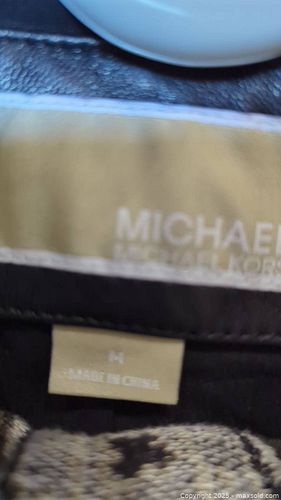 MICHAEL
MICHAEL KORS
M
MADE IN CHINA
Copyright 2025 - maxsold.com